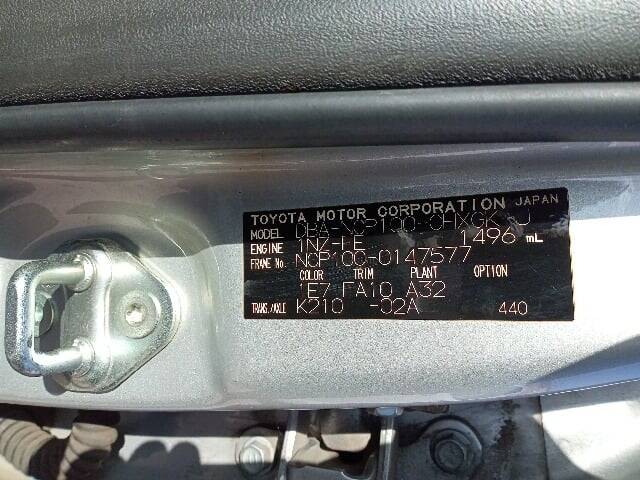 TOYOTA MOTOR CORPORATION JAPAN
MODEL DBA-NCP100-CHXGK J
ENGINE 1NZ-FE 1496 mL
FRAME No. NCP100-0147577
COLOR TRIM PLANT OPTION
1E7 FA10 A32
TRANS./AXLE K210 -02A 440